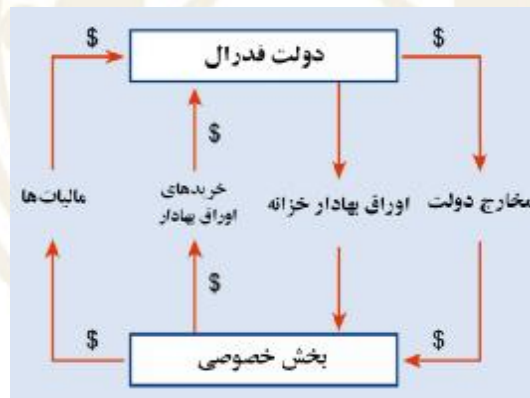 $ دولت فدرال $
$
مالیات‌ها
خریدهای
اوراق بهادار
اوراق بهادار خزانه
مخارج دولت
$
$ بخش خصوصی $